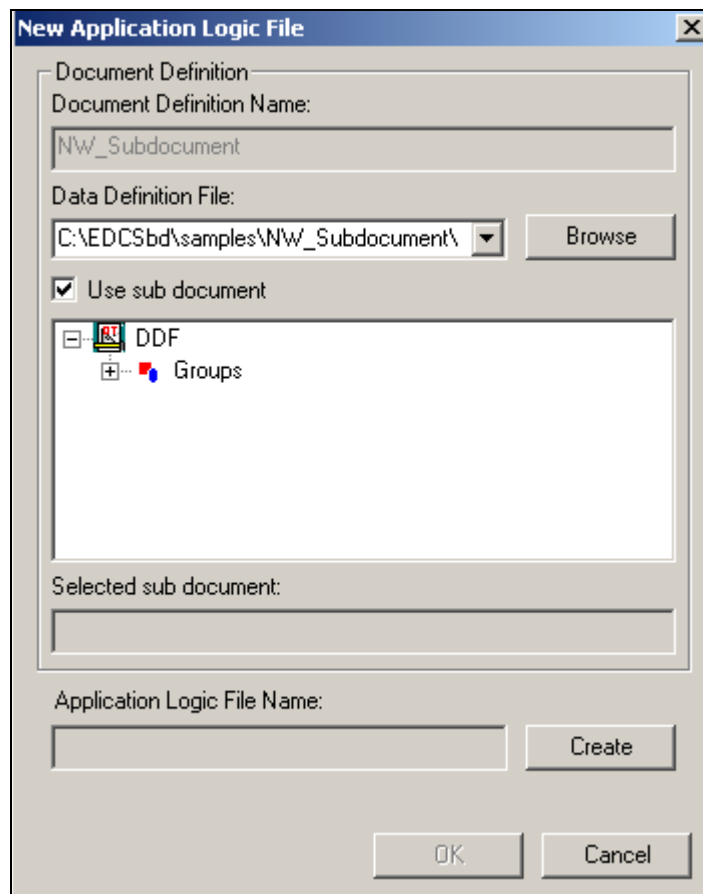 New Application Logic File
Document Definition
Document Definition Name:
NW_Subdocument
Data Definition File:
C:\EDCSbd\samples\NW_Subdocument\
Browse
Use sub document
DDF
Groups
Selected sub document:
Application Logic File Name:
Create
OK
Cancel